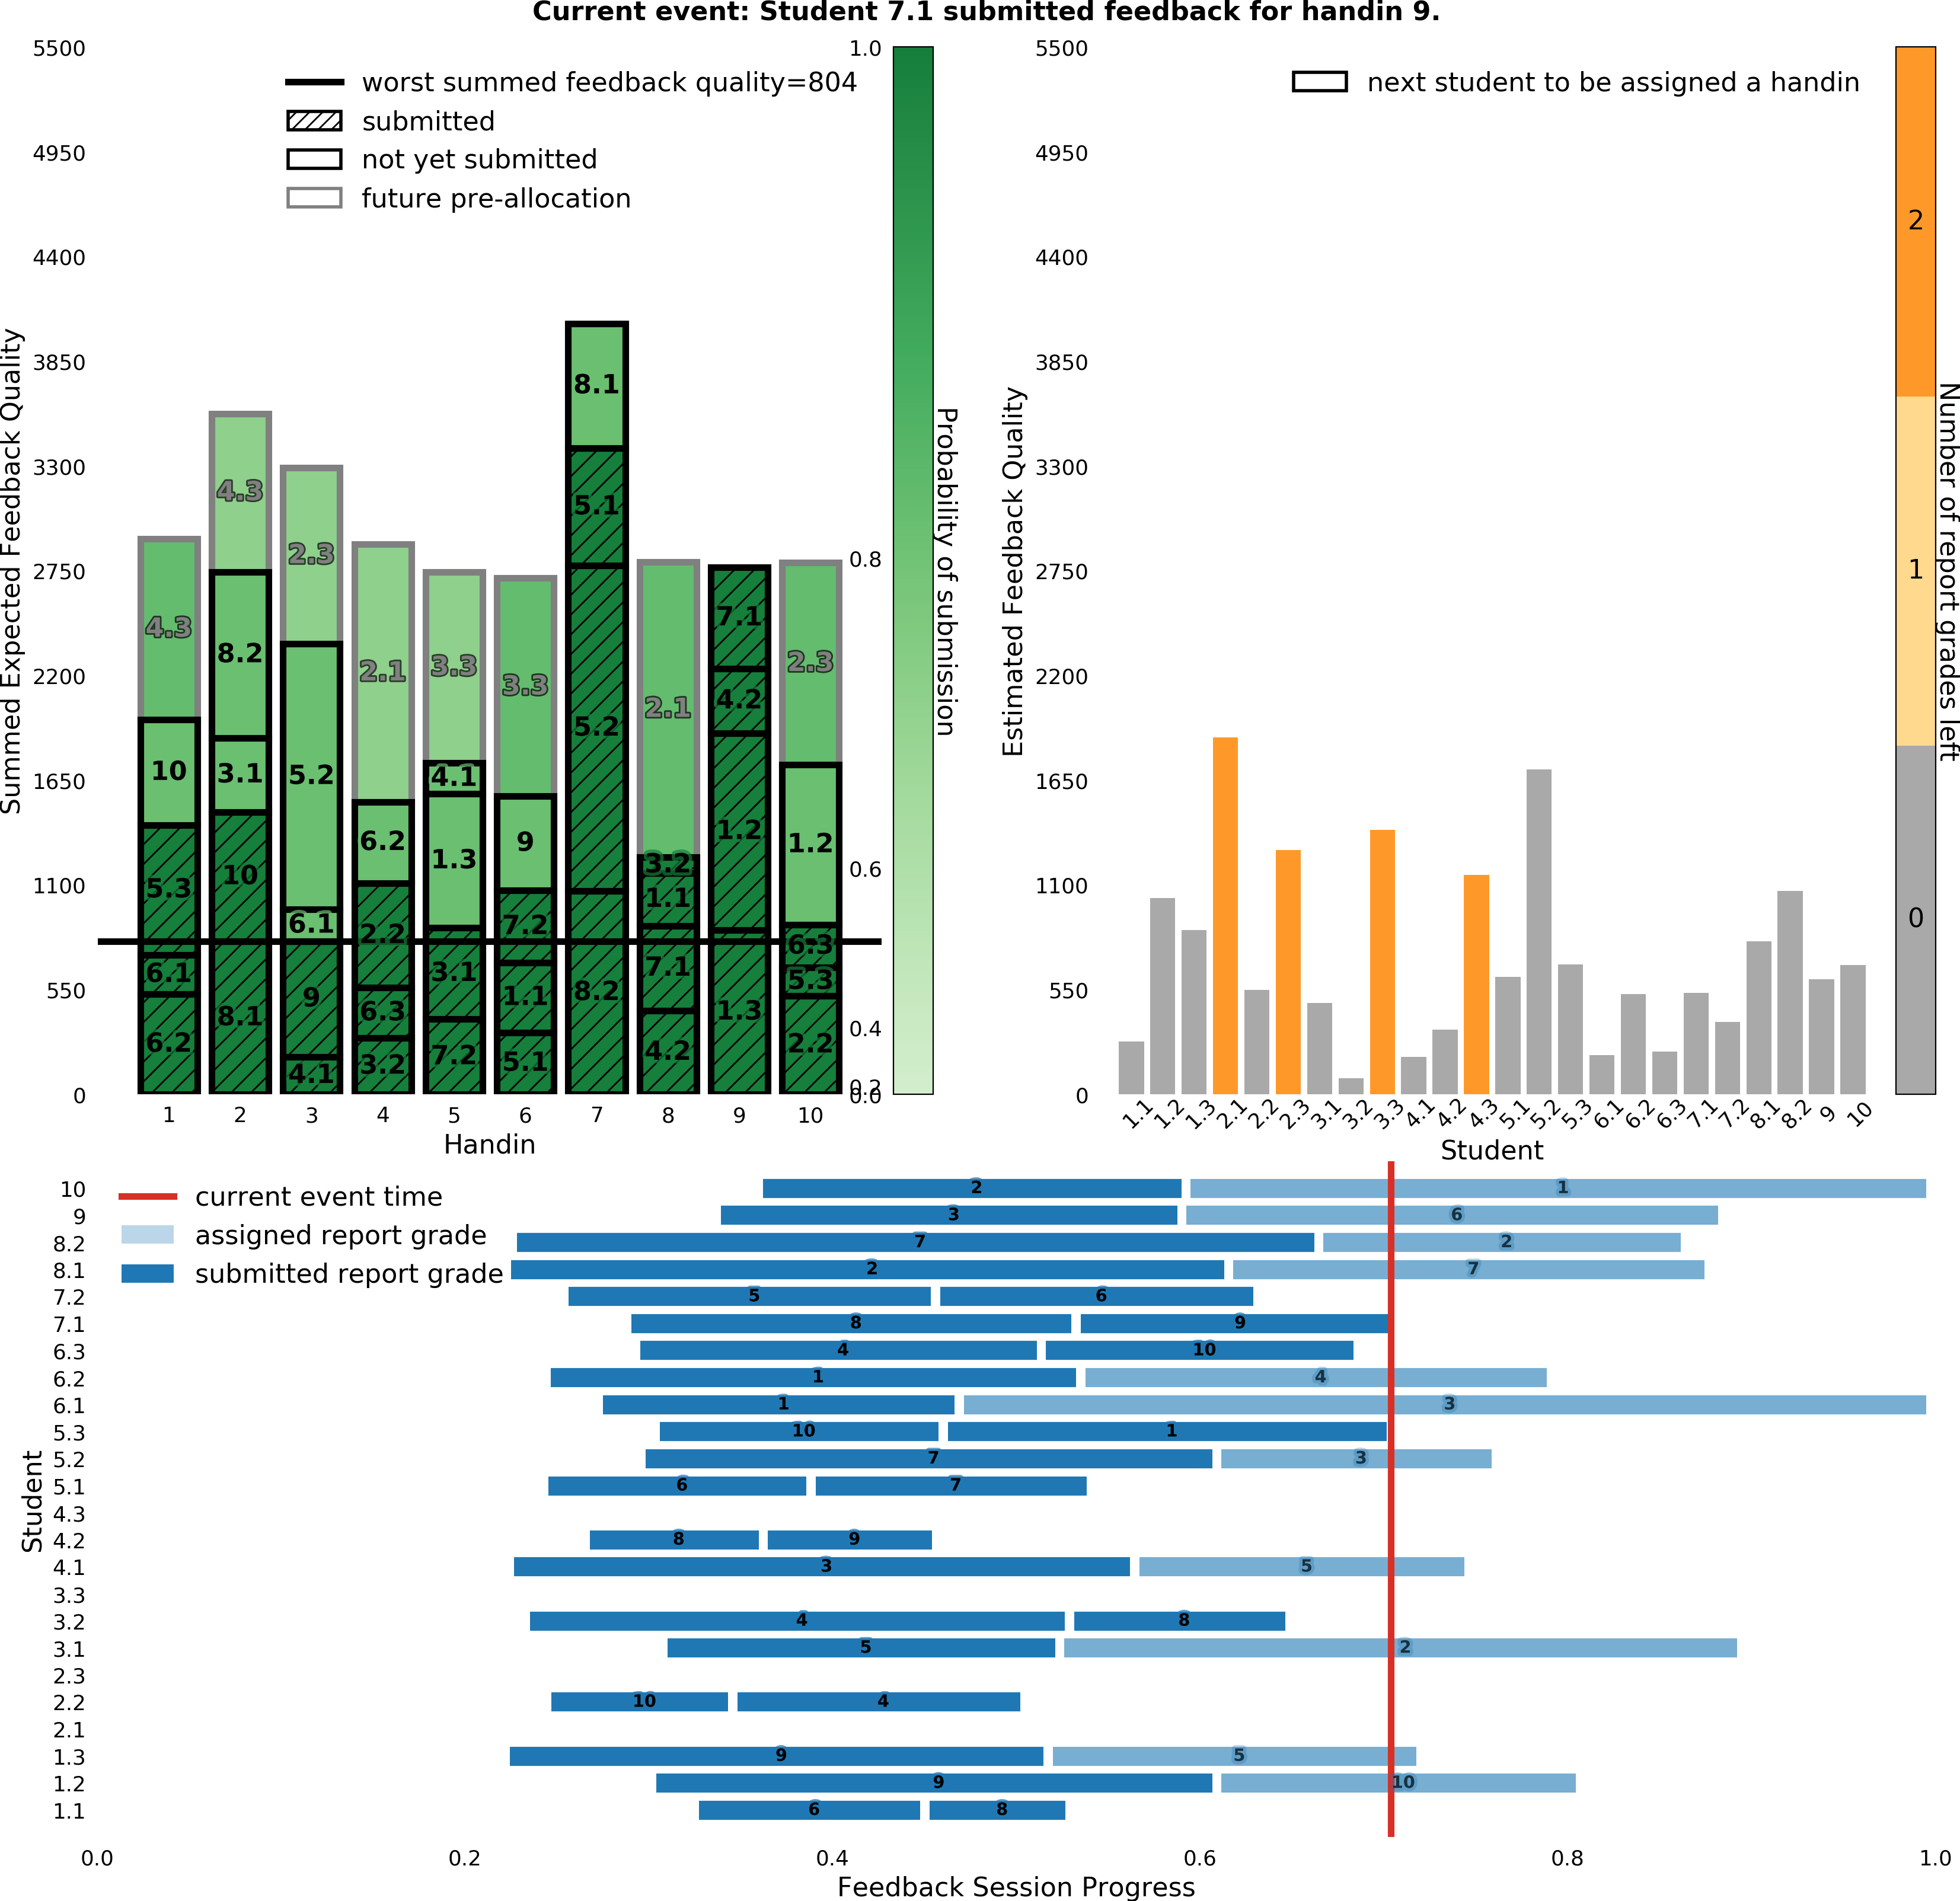 Current event: Student 7.1 submitted feedback for handin 9.
5500
4950
4400
3850
3300
2750
2200
1650
1100
550
0
Summed Expected Feedback Quality
worst summed feedback quality=804
submitted
not yet submitted
future pre-allocation
4.3
10
5.3
6.1
6.2
4.3
8.2
3.1
10
8.1
2.3
5.2
6.1
9
4.1
2.1
6.2
2.2
6.3
3.2
3.3
4.1
1.3
3.1
7.2
3.3
9
7.2
1.1
5.1
8.1
5.1
5.2
8.2
2.1
3.2
1.1
7.1
4.2
7.1
4.2
1.2
1.3
2.3
1.2
6.3
5.3
2.2
1 2 3 4 5 6 7 8 9 10
Handin
1.0
0.8
0.6
0.4
0.2
0.0
Probability of submission
5500
4950
4400
3850
3300
2750
2200
1650
1100
550
0
Estimated Feedback Quality
next student to be assigned a handin
1.1 1.2 1.3 2.1 2.2 2.3 3.1 3.2 3.3 4.1 4.2 4.3 5.1 5.2 5.3 6.1 6.2 6.3 7.1 7.2 8.1 8.2 9 10
Student
2
1
0
Number of report grades left
current event time
assigned report grade
submitted report grade
Student
10 2 1
9 3 6
8.2 7 2
8.1 2 7
7.2 5 6
7.1 8 9
6.3 4 10
6.2 1 4
6.1 1 3
5.3 10 1
5.2 7 3
5.1 6 7
4.3
4.2 8 9
4.1 3 5
3.3
3.2 4 8
3.1 5 2
2.3
2.2 10 4
2.1
1.3 9 5
1.2 9 10
1.1 6 8
0.0 0.2 0.4 0.6 0.8 1.0
Feedback Session Progress